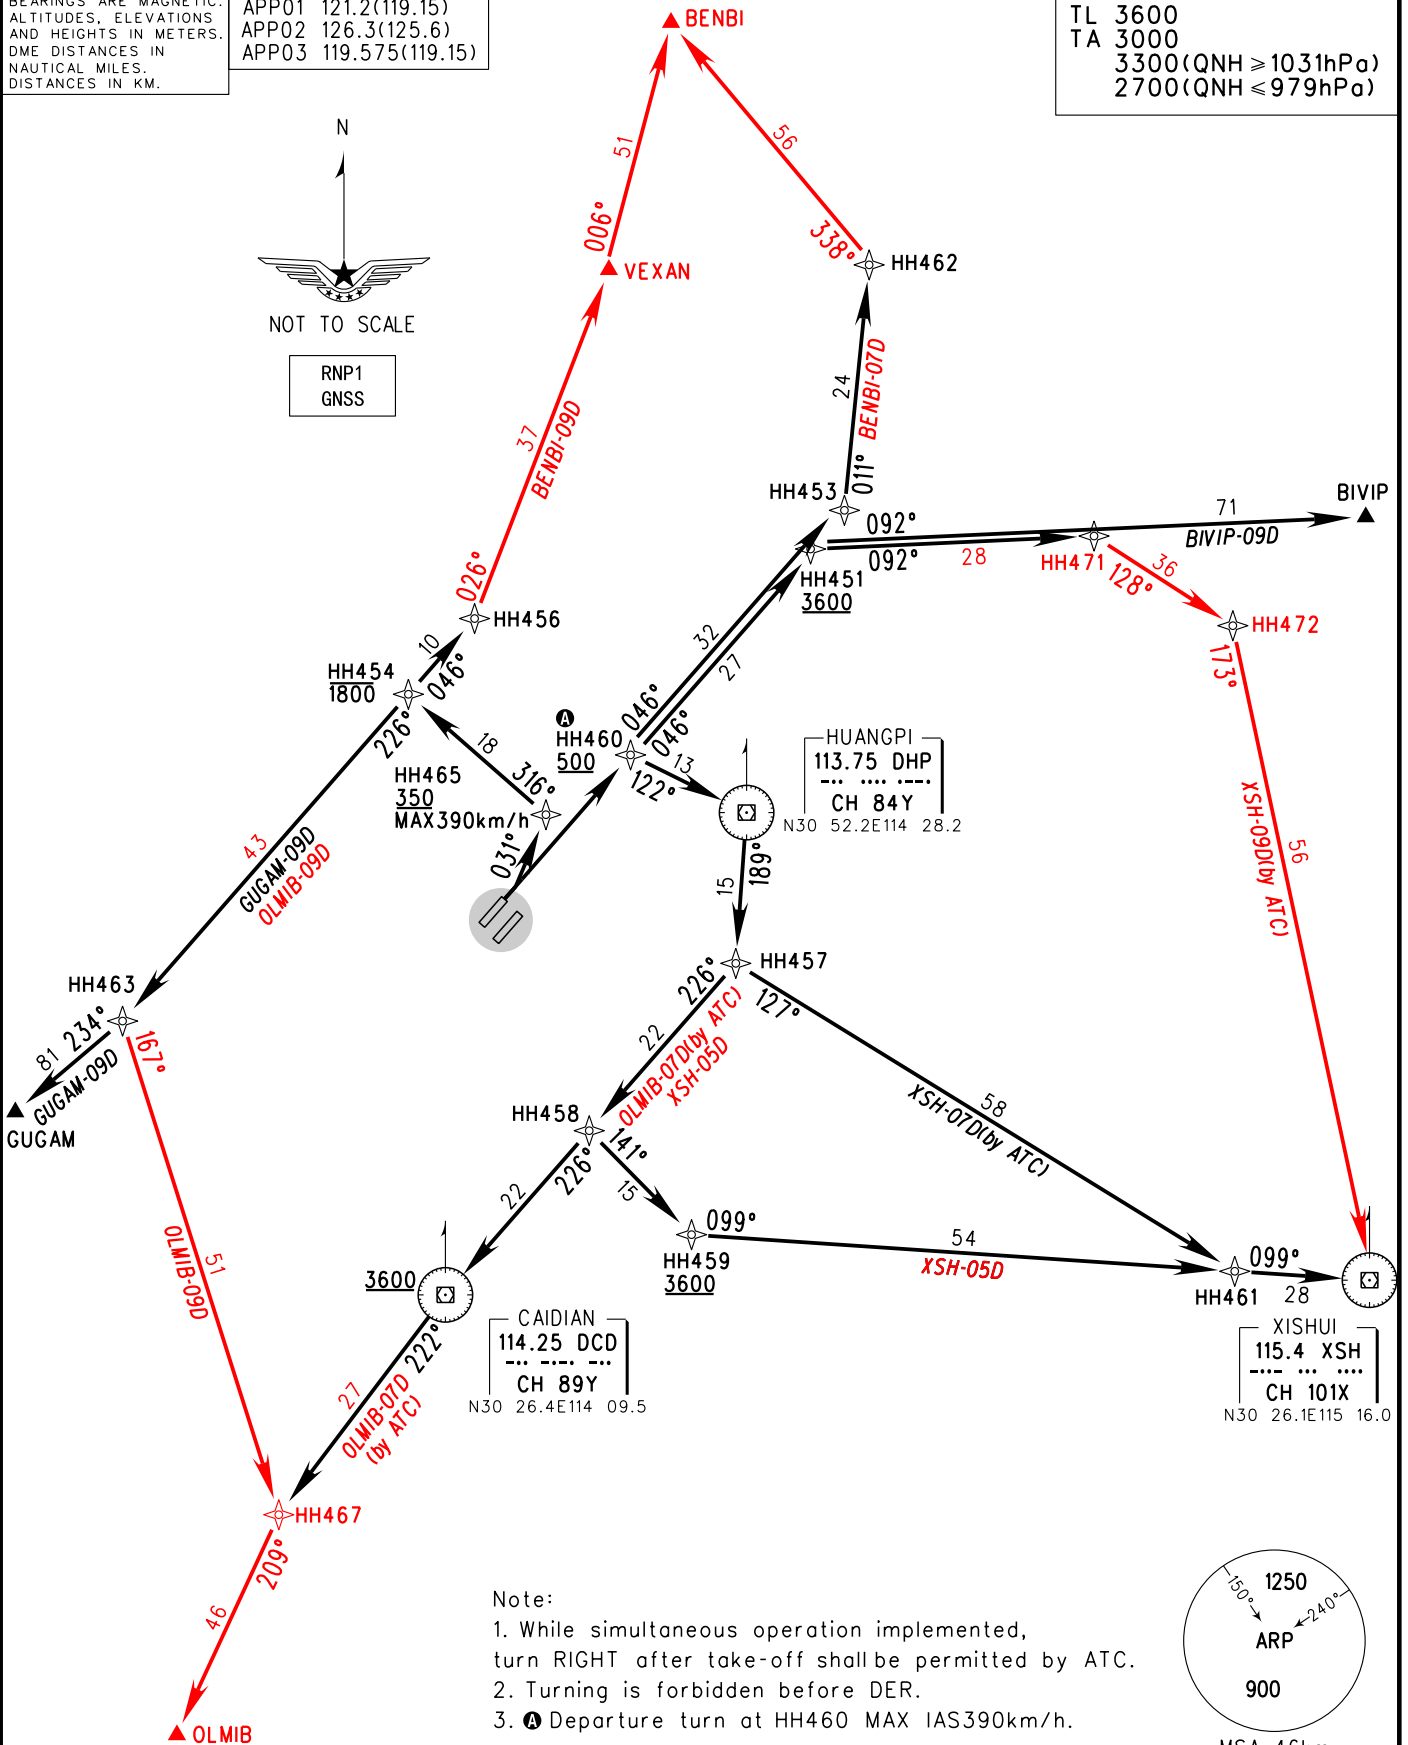 BEARINGS ARE MAGNETIC.
ALTITUDES, ELEVATIONS
AND HEIGHTS IN METERS.
DME DISTANCES IN
NAUTICAL MILES.
DISTANCES IN KM.
APP01 121.2(119.15)
APP02 126.3(125.6)
APP03 119.575(119.15)
TL 3600
TA 3000
3300(QNH ≥ 1031hPa)
2700(QNH ≤ 979hPa)
BENBI
N
NOT TO SCALE
RNP1
GNSS
51
006°
56
338°
VEXAN
HH462
37
BENBI-09D
026°
24
BENBI-07D
011°
HH453
092°
71
BIVIP
BIVIP-09D
092°
28
HH451
3600
HH471
36
128°
HH472
173°
HH456
10
046°
HH454
1800
226°
32
27
046°
046°
18
316°
A
HH460
500
13
122°
HH465
350
MAX390km/h
031°
HUANGPI
113.75 DHP
-·· ···· ·--·
CH 84Y
N30 52.2E114 28.2
XSH-09D(by ATC)
56
43
GUGAM-09D
OLMIB-09D
15
189°
HH457
226°
127°
HH463
234°
81
GUGAM-09D
167°
GUGAM
22
OLMIB-07D(by ATC)
XSH-05D
58
XSH-07D(by ATC)
HH458
141°
226°
15
22
099°
HH459
3600
54
XSH-05D
099°
HH461
28
51
OLMIB-09D
3600
222°
CAIDIAN
114.25 DCD
-·· -·-· -··
CH 89Y
N30 26.4E114 09.5
XISHUI
115.4 XSH
-··- ··· ····
CH 101X
N30 26.1E115 16.0
27
OLMIB-07D
(by ATC)
HH467
209°
46
OLMIB
Note:
1. While simultaneous operation implemented,
turn RIGHT after take-off shall be permitted by ATC.
2. Turning is forbidden before DER.
3. A Departure turn at HH460 MAX IAS390km/h.
150°
1250
240°
ARP
900